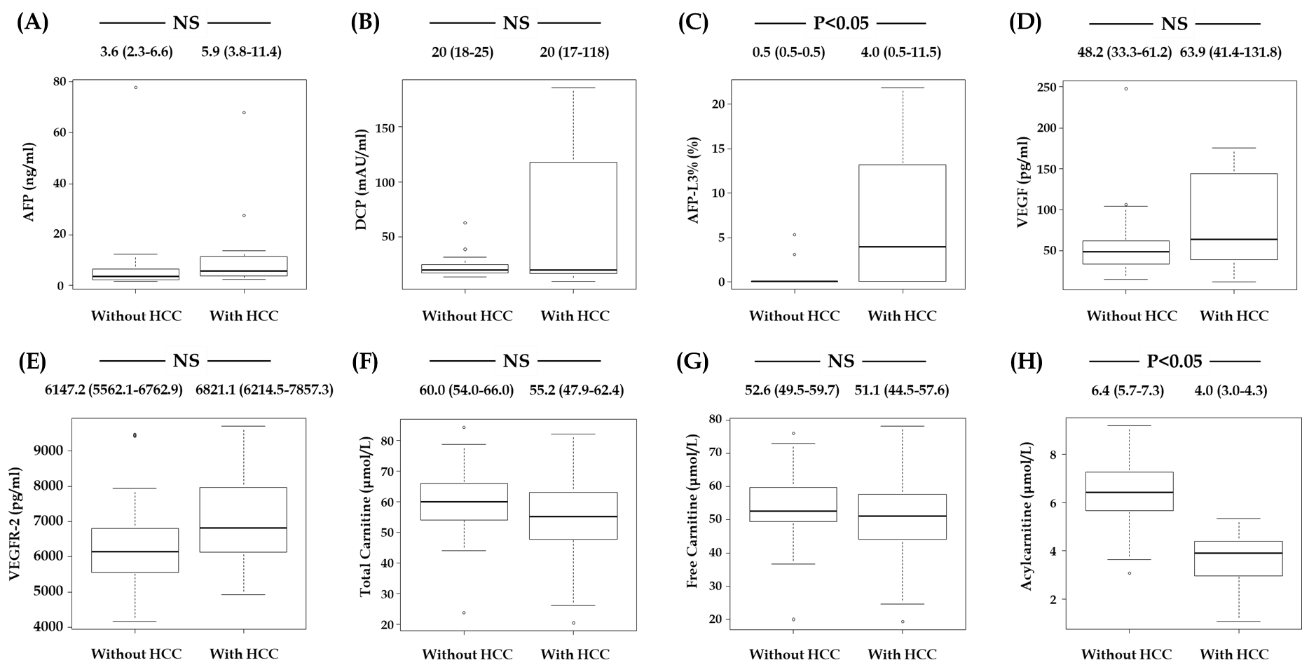 (A)
NS
3.6 (2.3-6.6)
5.9 (3.8-11.4)
AFP (ng/ml)
80
60
40
20
0
Without HCC
With HCC
(B)
NS
20 (18-25)
20 (17-118)
DCP (mAU/ml)
150
100
50
Without HCC
With HCC
(C)
P<0.05
0.5 (0.5-0.5)
4.0 (0.5-11.5)
AFP-L3% (%)
20
15
10
5
0
Without HCC
With HCC
(D)
NS
48.2 (33.3-61.2)
63.9 (41.4-131.8)
VEGF (pg/ml)
250
200
150
100
50
Without HCC
With HCC
(E)
NS
6147.2 (5562.1-6762.9)
6821.1 (6214.5-7857.3)
VEGFR-2 (pg/ml)
9000
8000
7000
6000
5000
4000
Without HCC
With HCC
(F)
NS
60.0 (54.0-66.0)
55.2 (47.9-62.4)
Total Carnitine (µmol/L)
80
70
60
50
40
30
20
Without HCC
With HCC
(G)
NS
52.6 (49.5-59.7)
51.1 (44.5-57.6)
Free Carnitine (µmol/L)
80
70
60
50
40
30
20
Without HCC
With HCC
(H)
P<0.05
6.4 (5.7-7.3)
4.0 (3.0-4.3)
Acylcarnitine (µmol/L)
8
6
4
2
Without HCC
With HCC